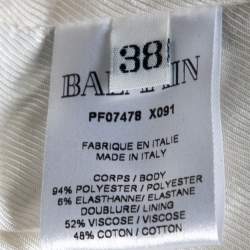 38
BALMAIN
PF07478 X091
FABRIQUE EN ITALIE
MADE IN ITALY
CORPS / BODY
94% POLYESTER / POLYESTER
6% ELASTHANNE/ ELASTANE
DOUBLURE/ LINING
52% VISCOSE / VISCOSE
48% COTON / COTTON